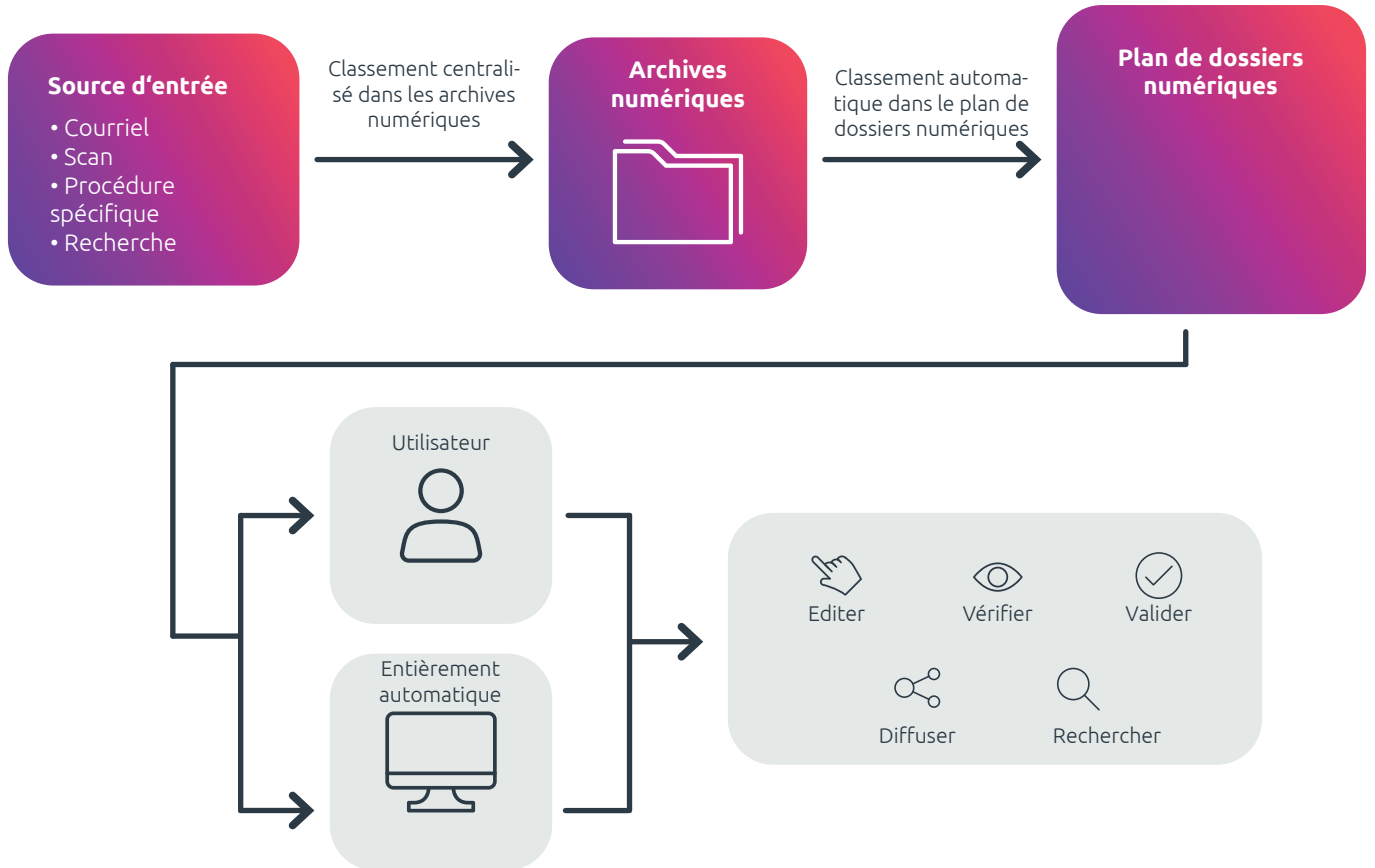 Source d‘entrée
• Courriel
• Scan
• Procédure
spécifique
• Recherche
Classement centrali-
sé dans les archives
numériques
Archives
numériques
Classement automa-
tique dans le plan de
dossiers numériques
Plan de dossiers
numériques
Utilisateur
Entièrement
automatique
Editer
Vérifier
Valider
Diffuser
Rechercher